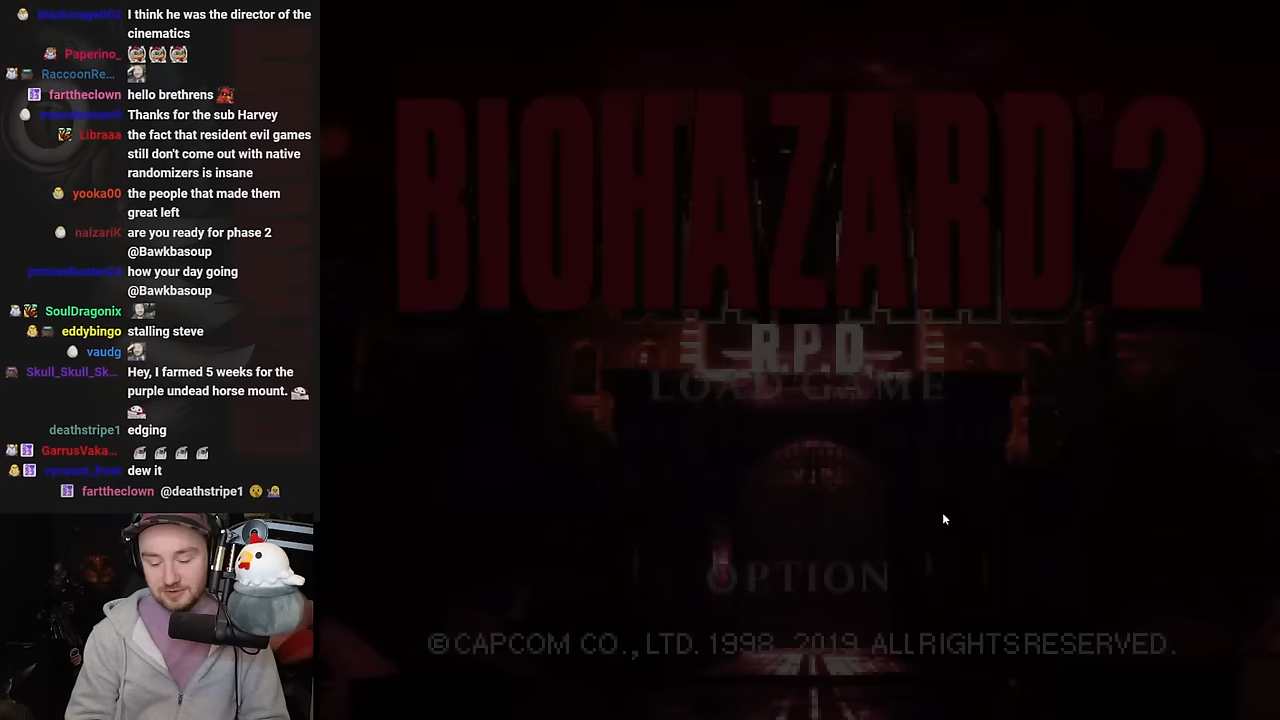 I think he was the director of the
cinematics
Paperino_
RaccoonRe...
farttheclown hello brethrens
Thanks for the sub Harvey
Libraaa the fact that resident evil games
still don't come out with native
randomizers is insane
yooka00 the people that made them
great left
nalzariK are you ready for phase 2
@Bawkbasoup
how your day going
@Bawkbasoup
SoulDragonix
eddybingo stalling steve
vaudg
Skull_Skull_Sk... Hey, I farmed 5 weeks for the
purple undead horse mount.
deathstripe1 edging
GarrusVaka...
dew it
farttheclown @deathstripe1
BIOHAZARD® 2
R.P.D.
LOAD GAME
OPTION
©CAPCOM CO., LTD. 1998, 2019 ALL RIGHTS RESERVED.